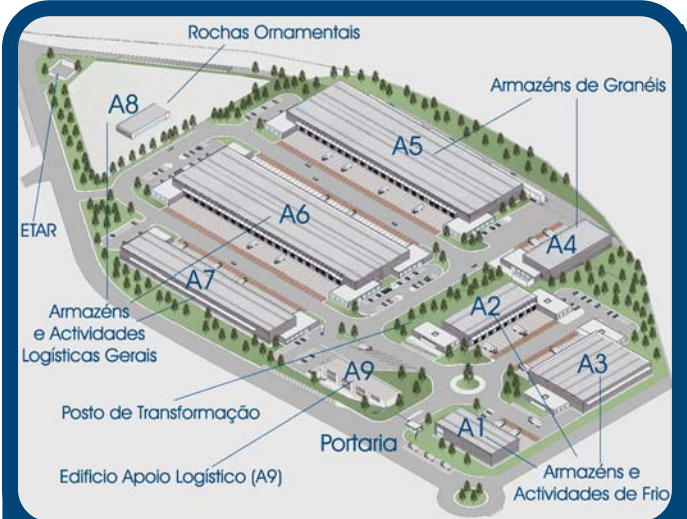 Rochas Ornamentais
Armazéns de Granéis
A8
A5
A6
A4
ETAR
A7
A2
Armazéns
e Actividades
Logísticas Gerais
A3
A9
Posto de Transformação
A1
Portaria
Edificio Apoio Logístico (A9)
Armazéns e
Actividades de Frio